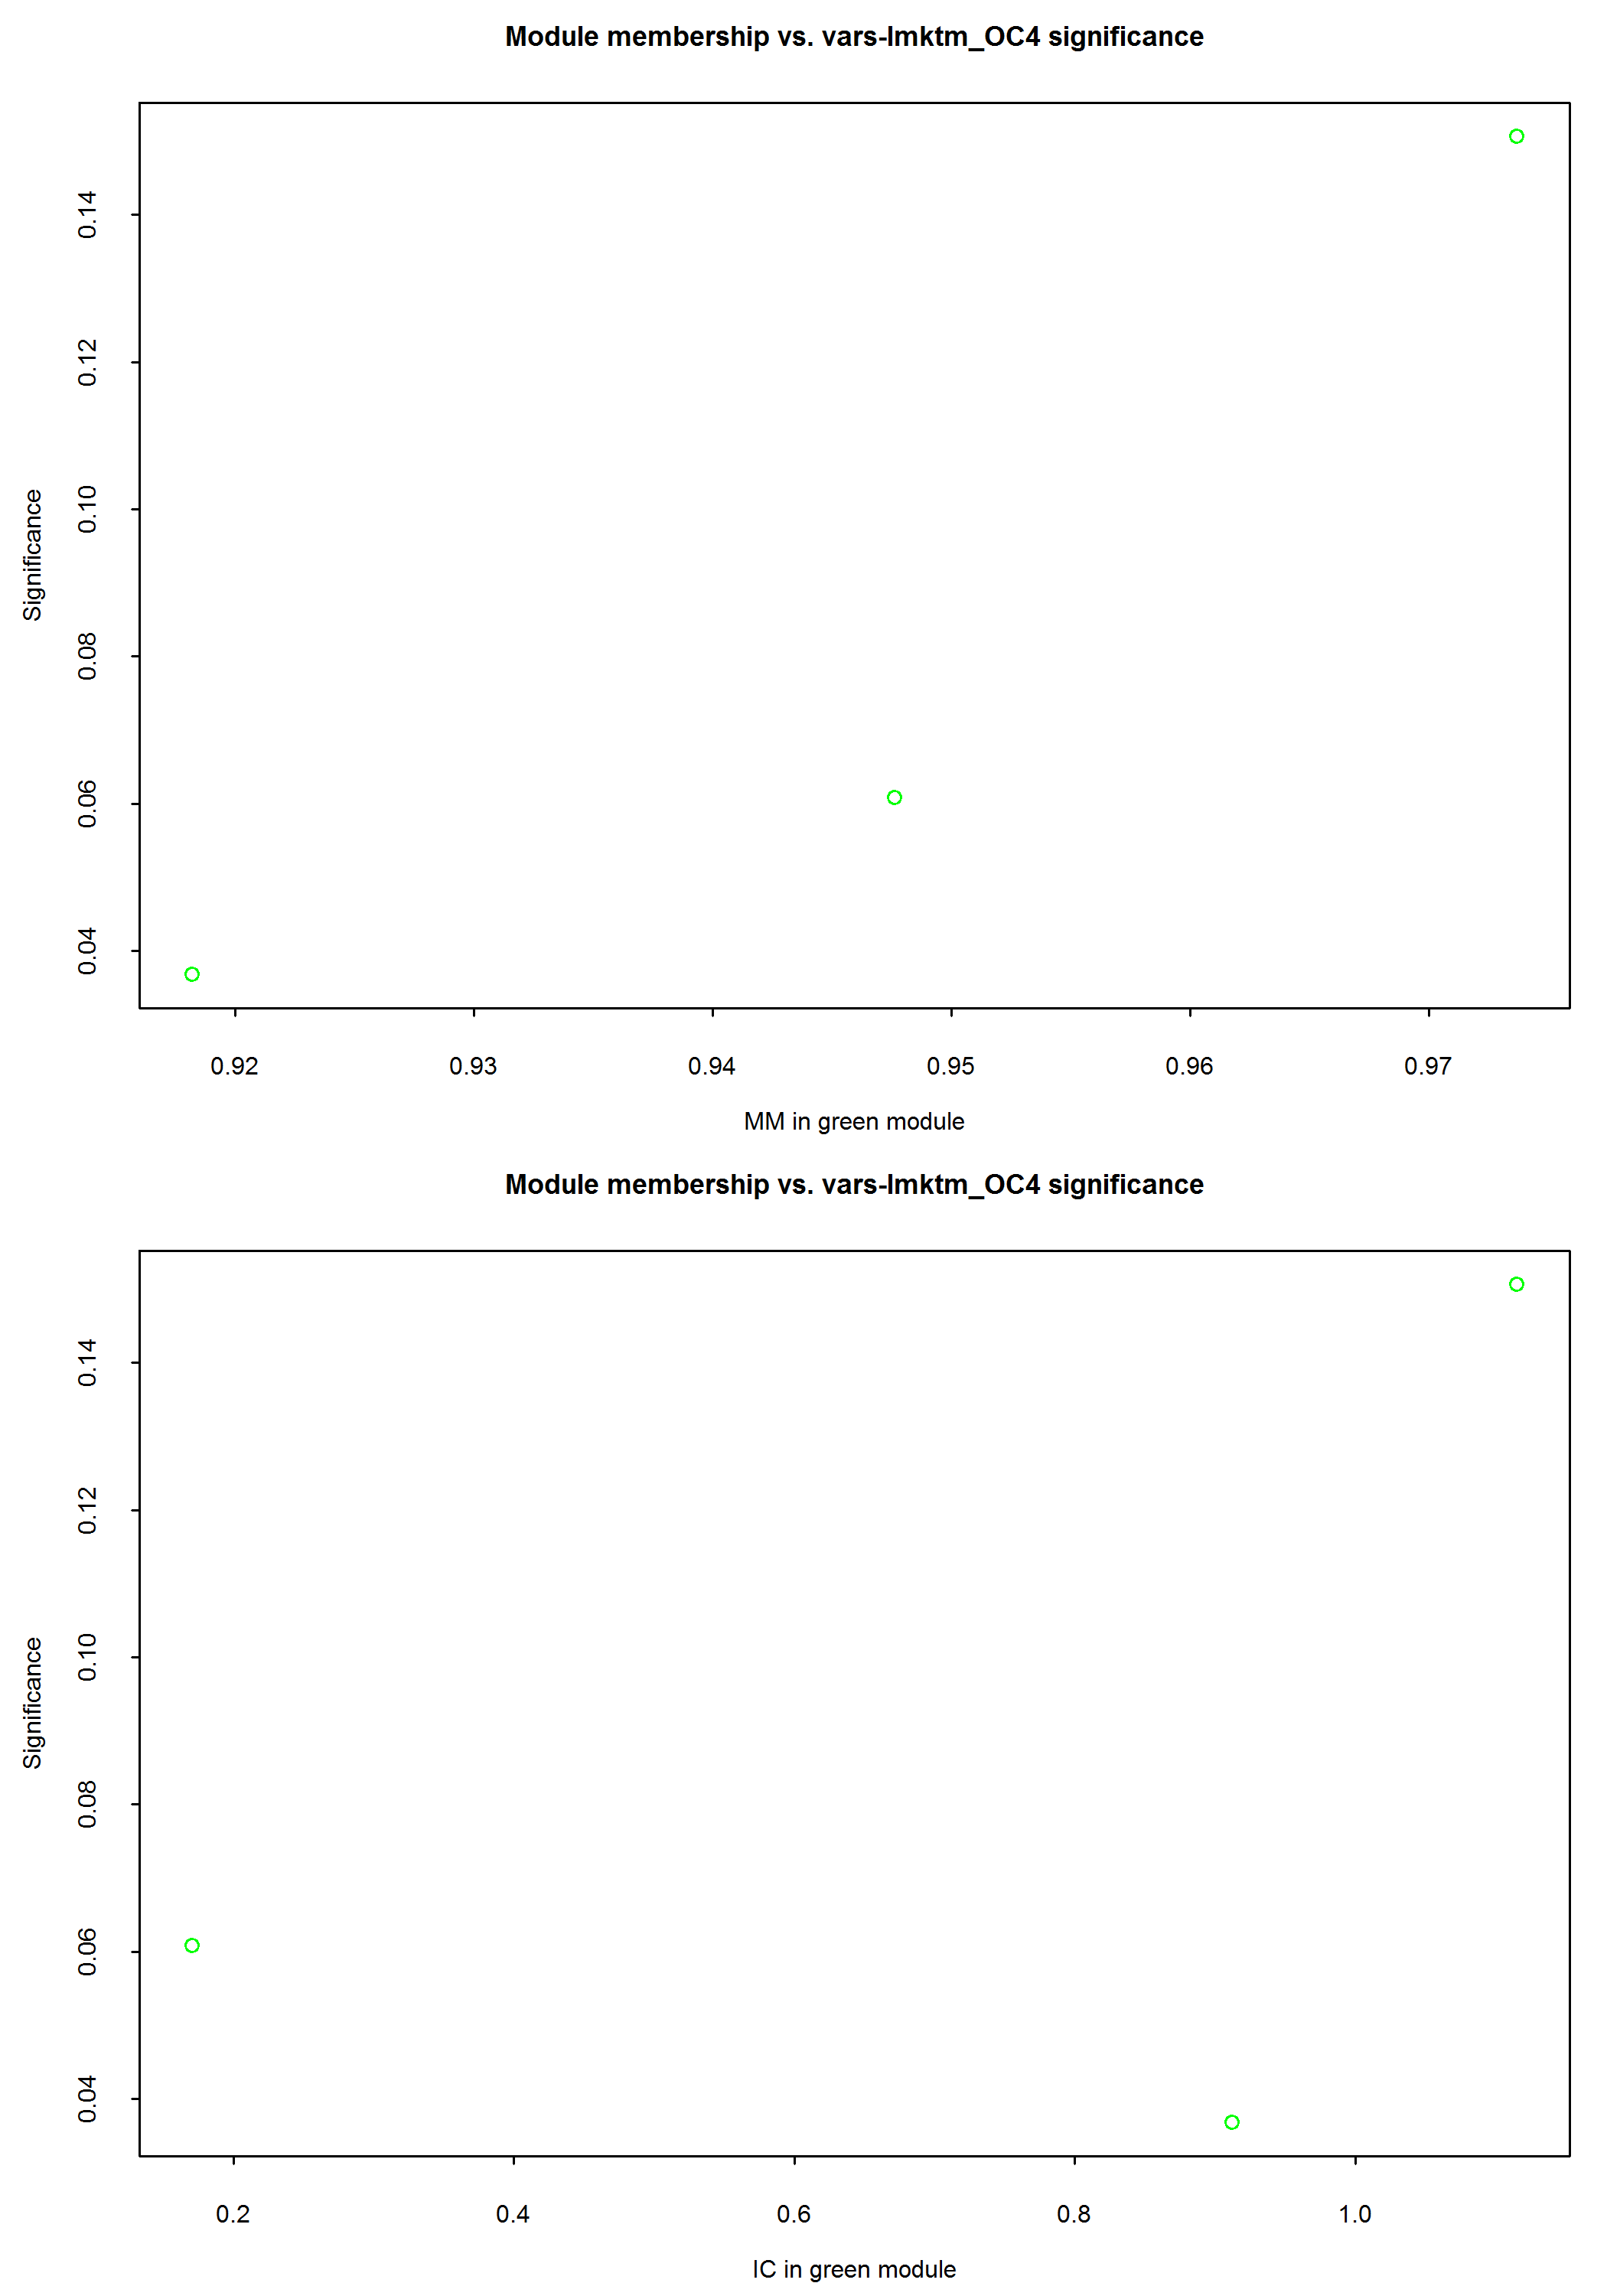 Module membership vs. vars-lmktm_OC4 significance
0.14
0.12
0.10
0.08
0.06
0.04
Significance
0.92 0.93 0.94 0.95 0.96 0.97
MM in green module
Module membership vs. vars-lmktm_OC4 significance
0.14
0.12
0.10
0.08
0.06
0.04
Significance
0.2 0.4 0.6 0.8 1.0
IC in green module